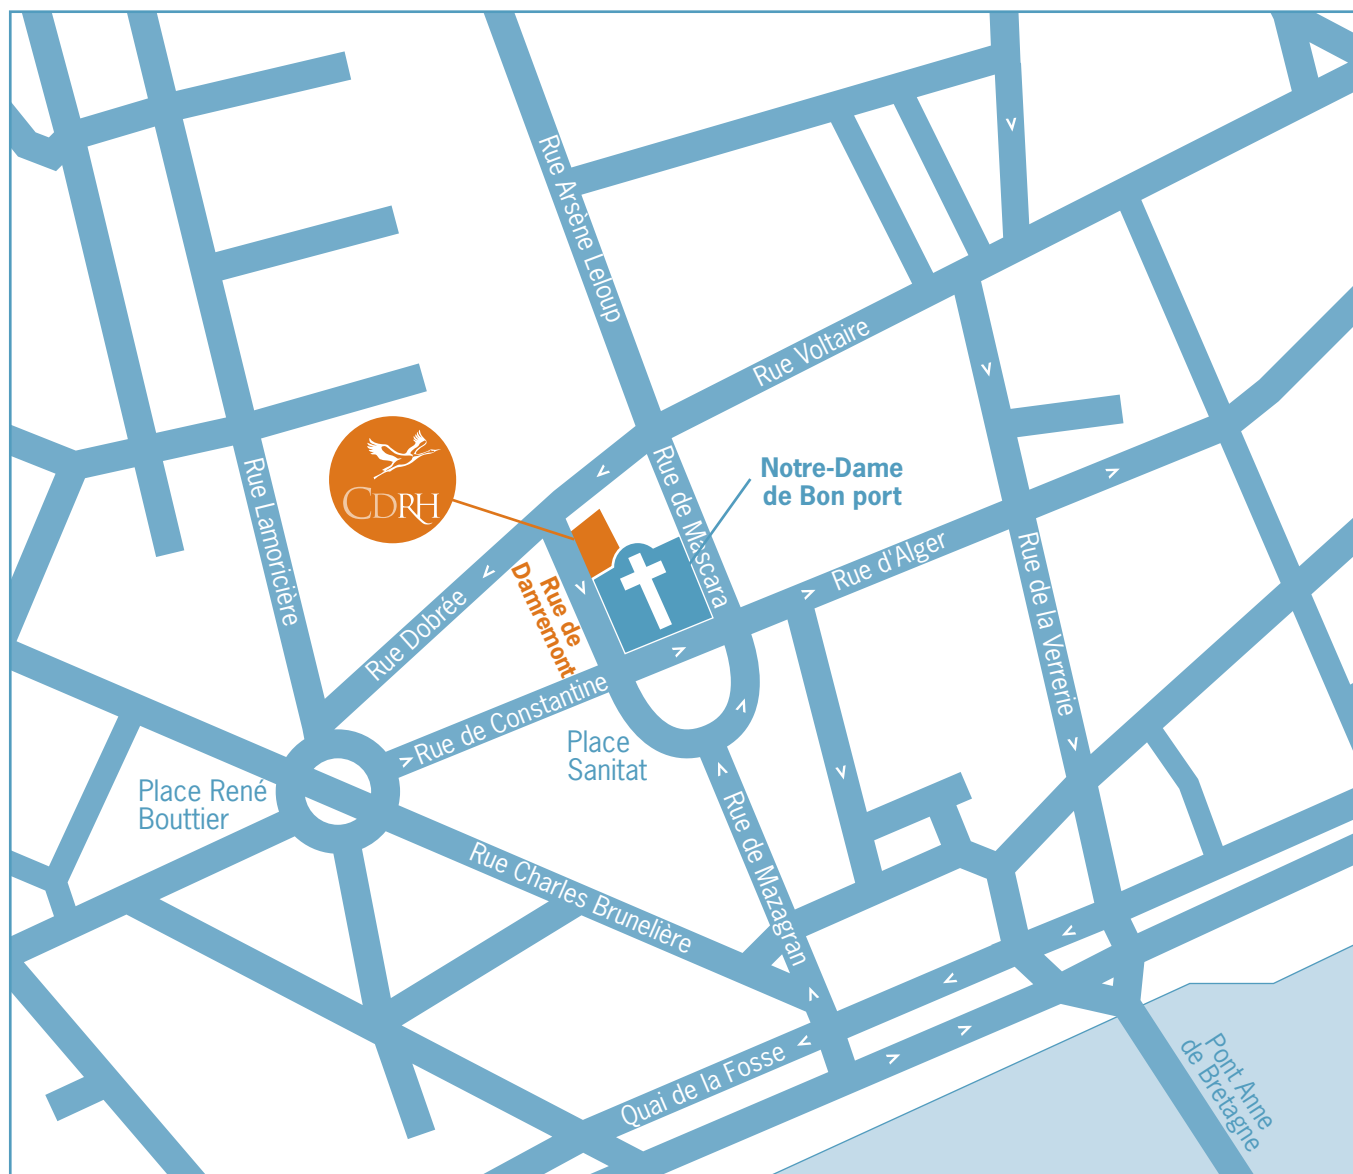 Rue Arsène Leloup
Rue Voltaire
CDRH
Rue Lamoricière
Rue de Mascara
Notre-Dame
de Bon port
Rue d'Alger
Rue de la Verrerie
Rue Dobrée
Rue de
Damremont
Rue de Constantine
Place
Sanitat
Place René
Bouttier
Rue de Mazagran
Rue Charles Brunelière
Quai de la Fosse
Pont Anne
de Bretagne